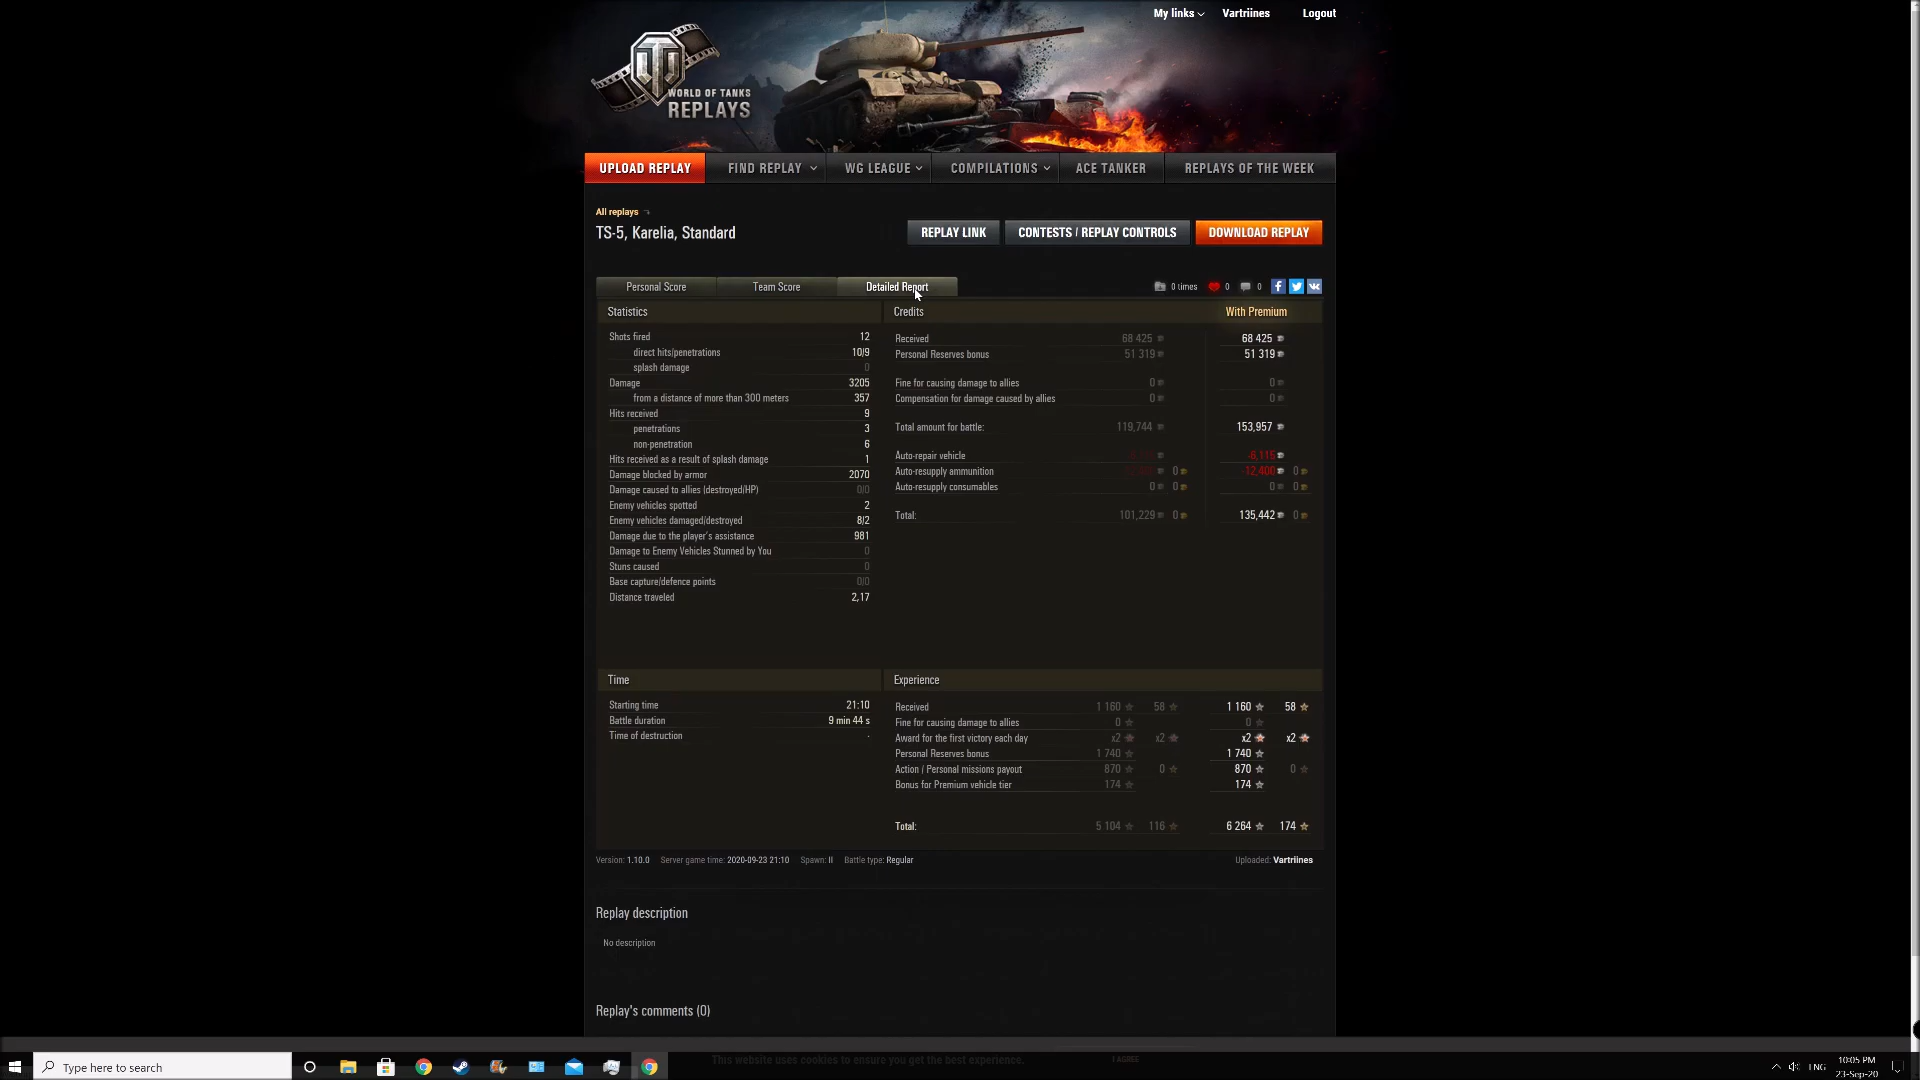 My links Vartriines Logout
WORLD OF TANKS
REPLAYS
UPLOAD REPLAY FIND REPLAY WG LEAGUE COMPILATIONS ACE TANKER REPLAYS OF THE WEEK
All replays
TS-5, Karelia, Standard
REPLAY LINK CONTESTS / REPLAY CONTROLS DOWNLOAD REPLAY
Personal Score Team Score Detailed Report 0 times 0 0
Statistics Credits With Premium
Shots fired 12
direct hits/penetrations 10/9
splash damage 0
Damage 3205
from a distance of more than 300 meters 357
Hits received 9
penetrations 3
non-penetration 6
Hits received as a result of splash damage 1
Damage blocked by armor 2070
Damage caused to allies (destroyed/HP) 0/0
Enemy vehicles spotted 2
Enemy vehicles damaged/destroyed 8/2
Damage due to the player's assistance 981
Damage to Enemy Vehicles Stunned by You 0
Stuns caused 0
Base capture/defence points 0/0
Distance traveled 2,17
Received 68 425 68 425
Personal Reserves bonus 51 319 51 319
Fine for causing damage to allies 0 0
Compensation for damage caused by allies 0 0
Total amount for battle: 119,744 153,957
Auto-repair vehicle -6,115
Auto-resupply ammunition 0 -12,400 0
Auto-resupply consumables 0 0 0 0
Total: 101,229 0 135,442 0
Time Experience
Starting time 21:10
Battle duration 9 min 44 s
Time of destruction -
Received 1 160 58 1 160 58
Fine for causing damage to allies 0 0
Award for the first victory each day x2 x2 x2 x2
Personal Reserves bonus 1 740 1 740
Action / Personal missions payout 870 0 870 0
Bonus for Premium vehicle tier 174 174
Total: 5 104 116 6 264 174
Version: 1.10.0 Server game time: 2020-09-23 21:10 Spawn: II Battle type: Regular Uploaded: Vartriines
Replay description
No description
Replay's comments (0)
This website uses cookies to ensure you get the best experience. I AGREE
Type here to search ENG 10:05 PM
23-Sep-20